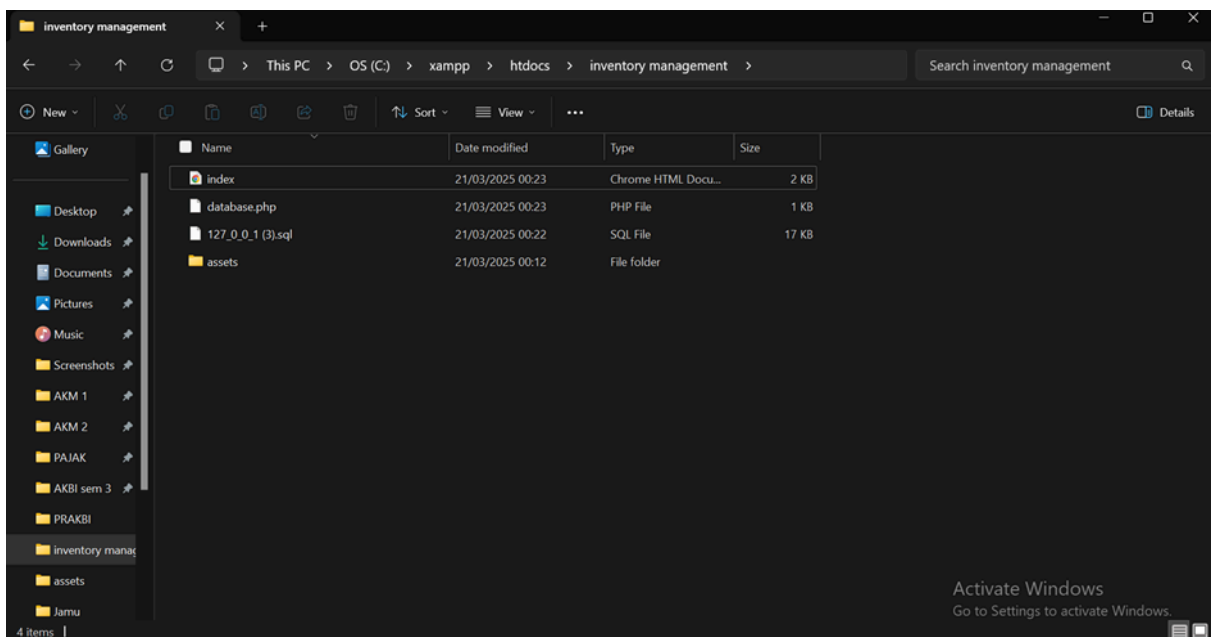 inventory management
This PC > OS (C:) > xampp > htdocs > inventory management >
Search inventory management
New
Sort
View
Details
Name Date modified Type Size
index 21/03/2025 00:23 Chrome HTML Docu... 2 KB
database.php 21/03/2025 00:23 PHP File 1 KB
127_0_0_1 (3).sql 21/03/2025 00:22 SQL File 17 KB
assets 21/03/2025 00:12 File folder
Gallery
Desktop
Downloads
Documents
Pictures
Music
Screenshots
AKM 1
AKM 2
PAJAK
AKBI sem 3
PRAKBI
inventory manag
assets
Jamu
4 items
Activate Windows
Go to Settings to activate Windows.